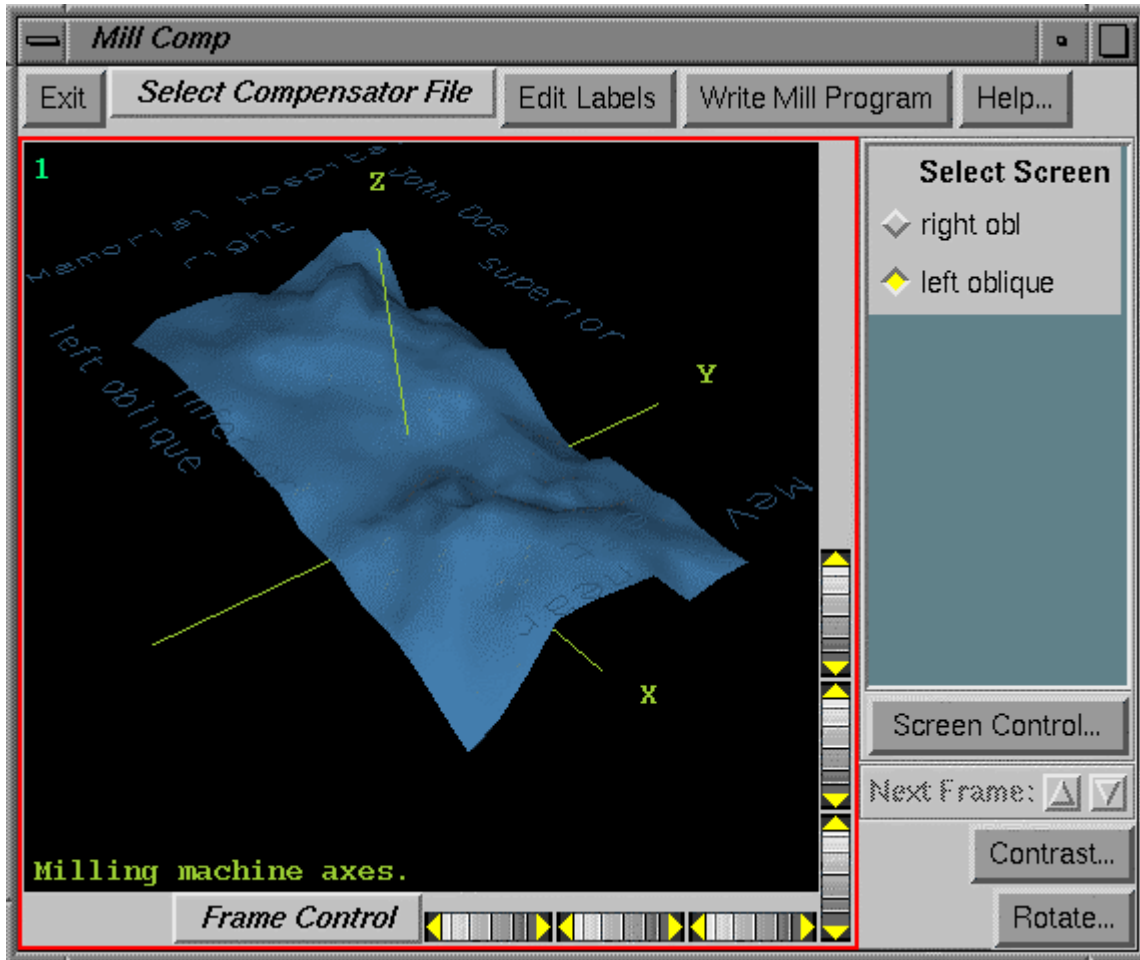 Mill Comp
Exit
Select Compensator File
Edit Labels
Write Mill Program
Help...
1
Z
Memorial Hospital
John Doe
right
superior
left oblique
Y
MeV
X
Milling machine axes.
Frame Control
Select Screen
right obl
left oblique
Screen Control...
Next Frame:
Contrast...
Rotate...